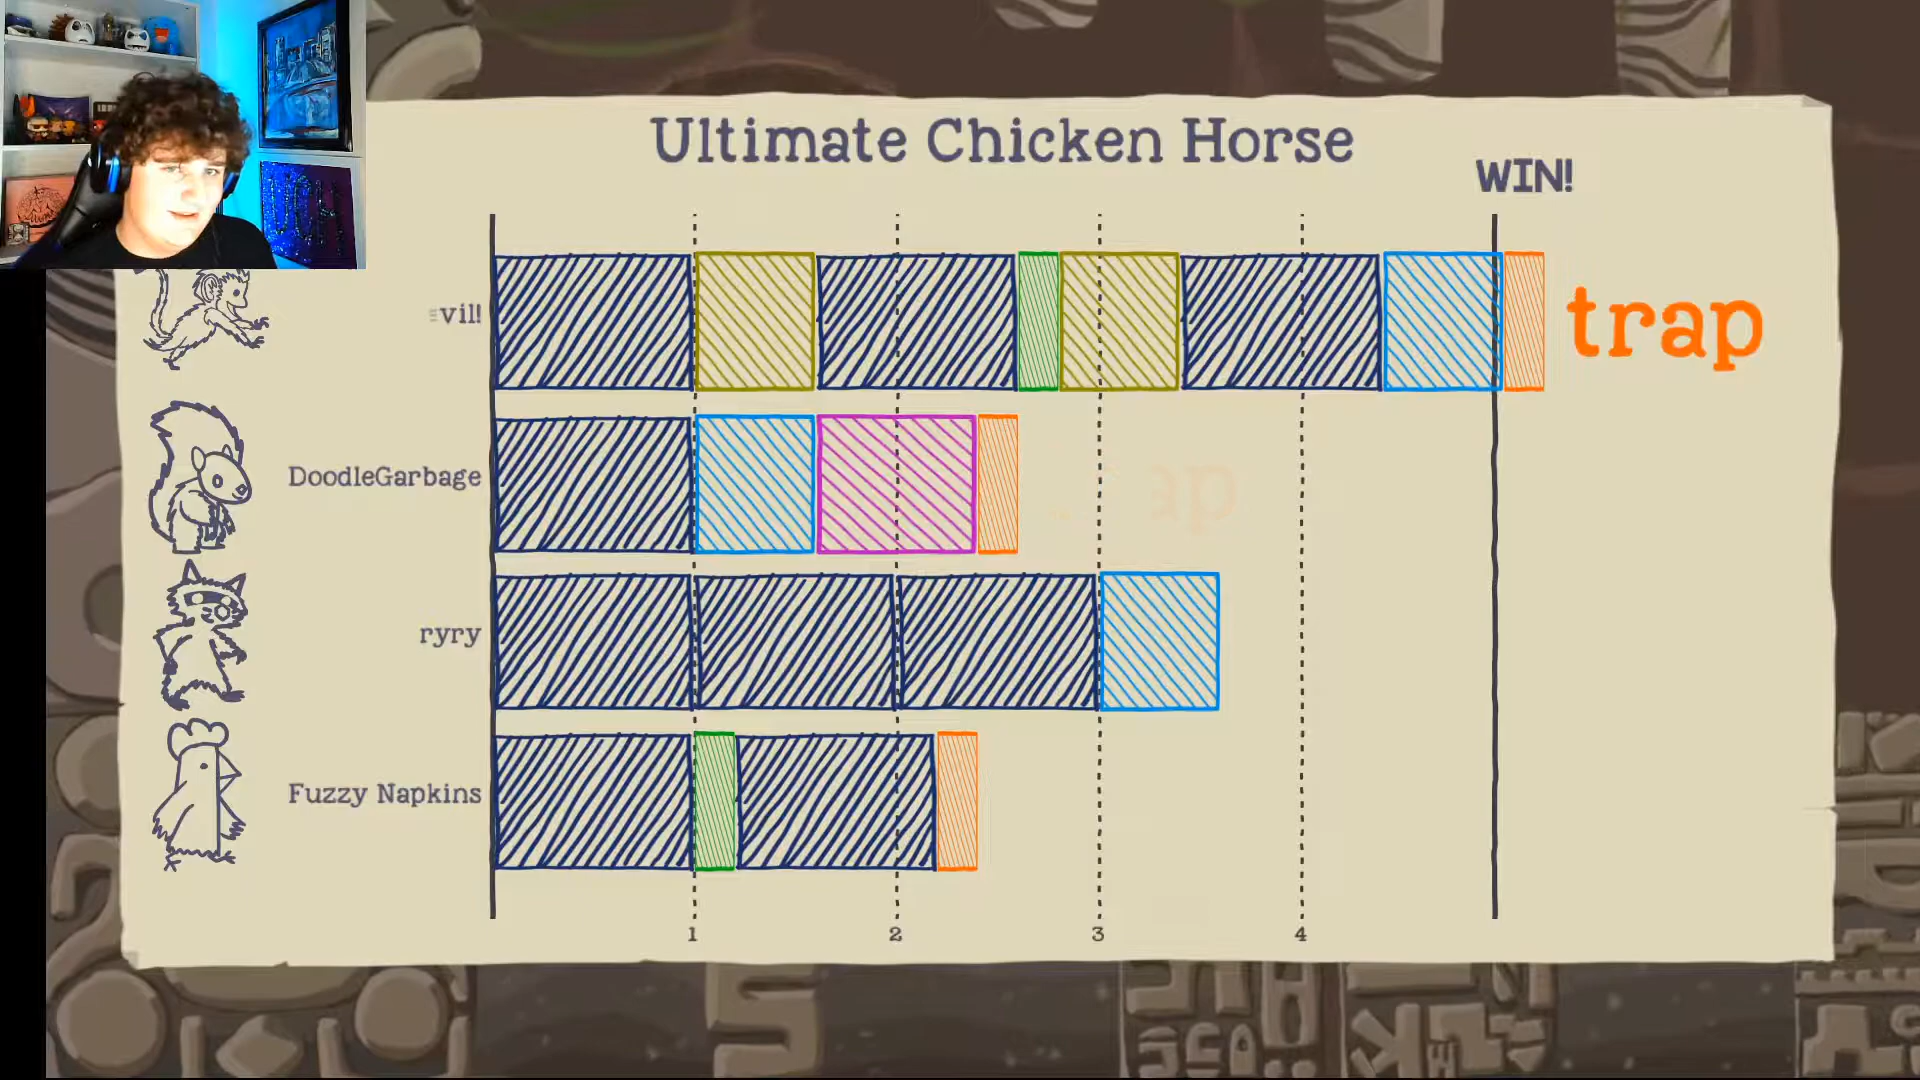 Ultimate Chicken Horse
WIN!
vil!
trap
DoodleGarbage
ryry
Fuzzy Napkins
1 2 3 4